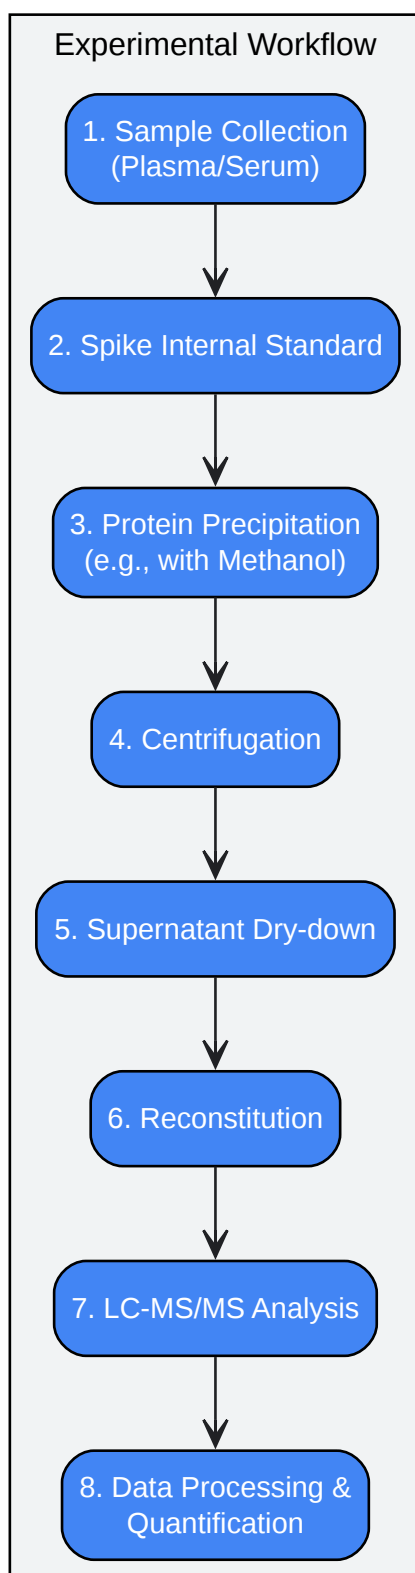 Experimental Workflow
1. Sample Collection
(Plasma/Serum)
2. Spike Internal Standard
3. Protein Precipitation
(e.g., with Methanol)
4. Centrifugation
5. Supernatant Dry-down
6. Reconstitution
7. LC-MS/MS Analysis
8. Data Processing &
Quantification